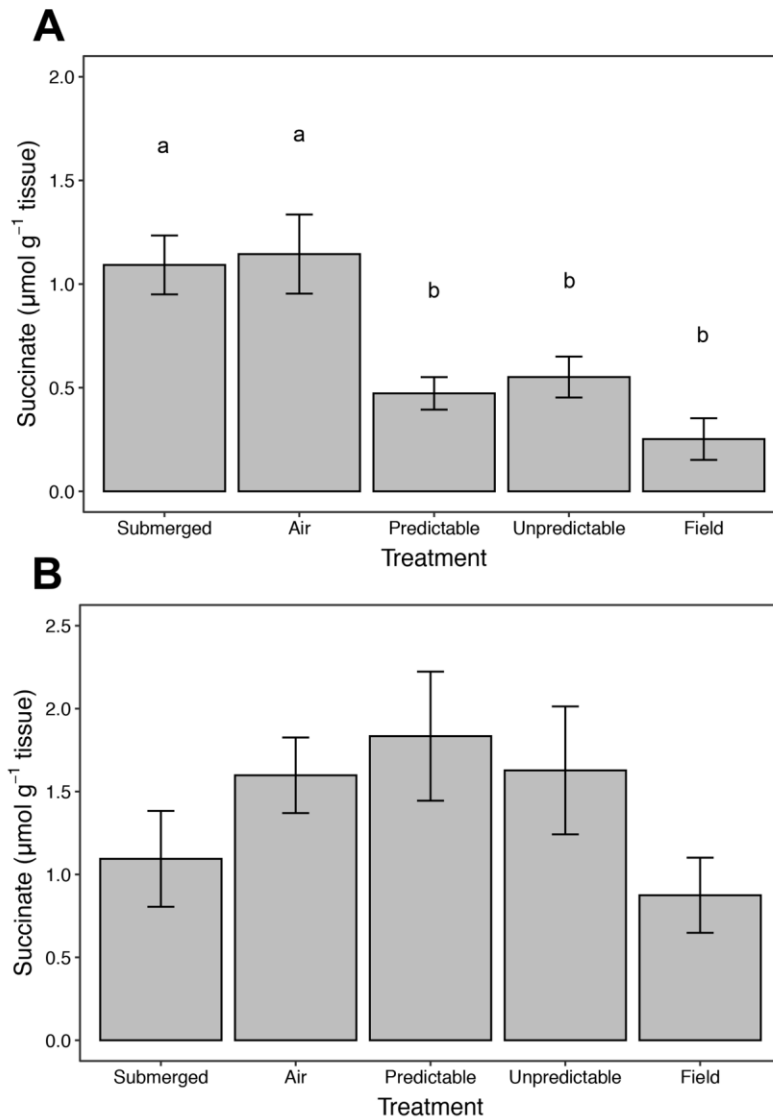 A
Succinate (µmol g⁻¹ tissue)
2.0
1.5
1.0
0.5
0.0
a
a
b
b
b
Submerged Air Predictable Unpredictable Field
Treatment
B
Succinate (µmol g⁻¹ tissue)
2.5
2.0
1.5
1.0
0.5
0.0
Submerged Air Predictable Unpredictable Field
Treatment